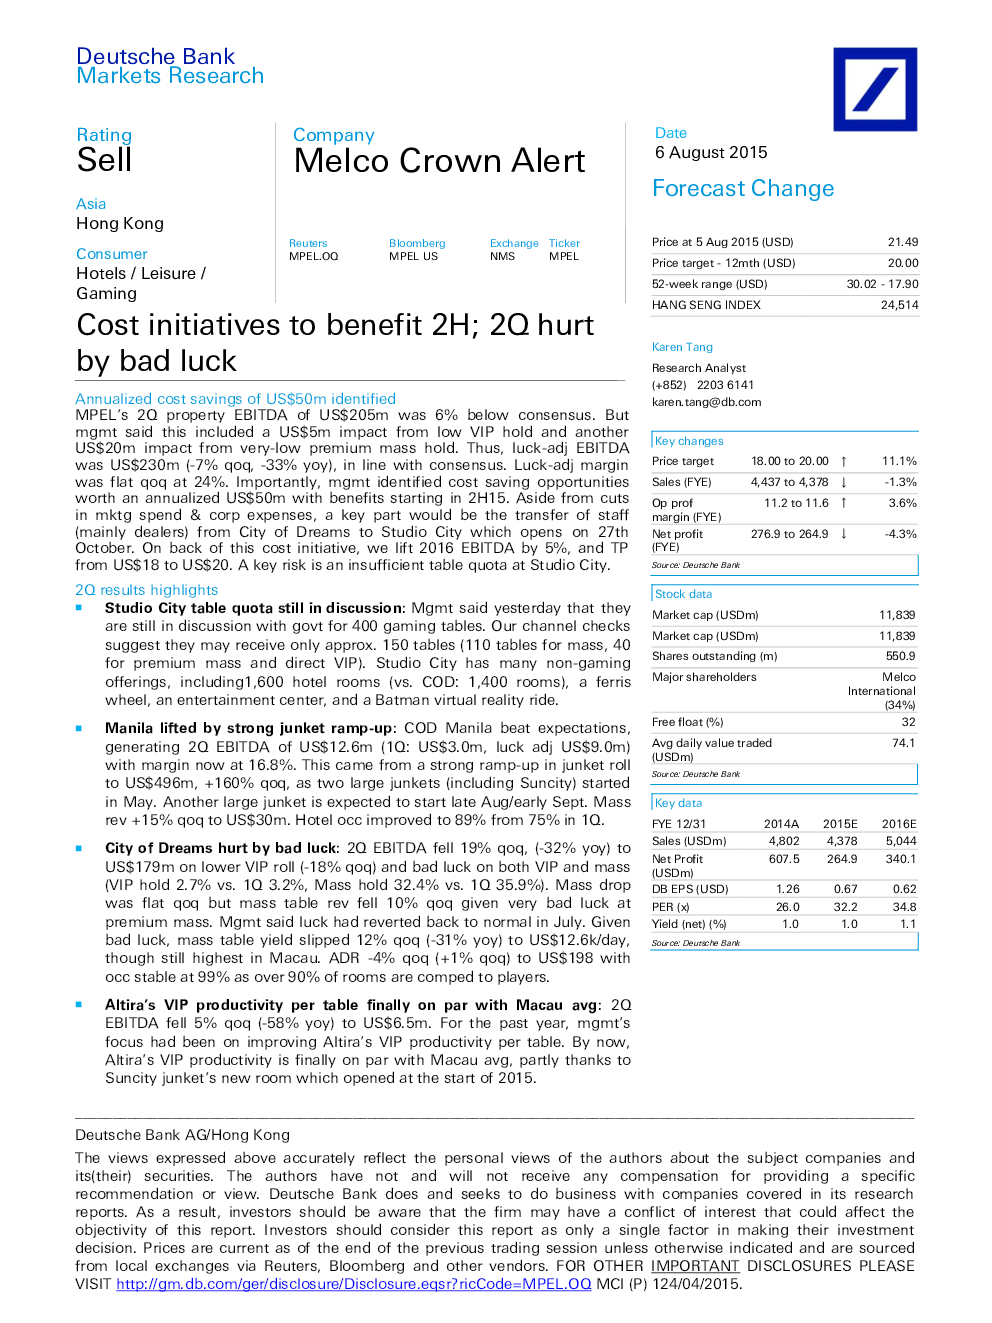 Deutsche Bank
Markets Research
Rating
Sell
Asia
Hong Kong
Consumer
Hotels / Leisure /
Gaming
Company
Melco Crown Alert
Reuters Bloomberg Exchange Ticker
MPEL.OQ MPEL US NMS MPEL
Date
6 August 2015
Forecast Change
Price at 5 Aug 2015 (USD) 21.49
Price target - 12mth (USD) 20.00
52-week range (USD) 30.02 - 17.90
HANG SENG INDEX 24,514
Cost initiatives to benefit 2H; 2Q hurt
by bad luck
Annualized cost savings of US$50m identified
MPEL's 2Q property EBITDA of US$205m was 6% below consensus. But
mgmt said this included a US$5m impact from low VIP hold and another
US$20m impact from very-low premium mass hold. Thus, luck-adj EBITDA
was US$230m (-7% qoq, -33% yoy), in line with consensus. Luck-adj margin
was flat qoq at 24%. Importantly, mgmt identified cost saving opportunities
worth an annualized US$50m with benefits starting in 2H15. Aside from cuts
in mktg spend & corp expenses, a key part would be the transfer of staff
(mainly dealers) from City of Dreams to Studio City which opens on 27th
October. On back of this cost initiative, we lift 2016 EBITDA by 5%, and TP
from US$18 to US$20. A key risk is an insufficient table quota at Studio City.
2Q results highlights
■ Studio City table quota still in discussion: Mgmt said yesterday that they
are still in discussion with govt for 400 gaming tables. Our channel checks
suggest they may receive only approx. 150 tables (110 tables for mass, 40
for premium mass and direct VIP). Studio City has many non-gaming
offerings, including1,600 hotel rooms (vs. COD: 1,400 rooms), a ferris
wheel, an entertainment center, and a Batman virtual reality ride.
■ Manila lifted by strong junket ramp-up: COD Manila beat expectations,
generating 2Q EBITDA of US$12.6m (1Q: US$3.0m, luck adj US$9.0m)
with margin now at 16.8%. This came from a strong ramp-up in junket roll
to US$496m, +160% qoq, as two large junkets (including Suncity) started
in May. Another large junket is expected to start late Aug/early Sept. Mass
rev +15% qoq to US$30m. Hotel occ improved to 89% from 75% in 1Q.
■ City of Dreams hurt by bad luck: 2Q EBITDA fell 19% qoq, (-32% yoy) to
US$179m on lower VIP roll (-18% qoq) and bad luck on both VIP and mass
(VIP hold 2.7% vs. 1Q 3.2%, Mass hold 32.4% vs. 1Q 35.9%). Mass drop
was flat qoq but mass table rev fell 10% qoq given very bad luck at
premium mass. Mgmt said luck had reverted back to normal in July. Given
bad luck, mass table yield slipped 12% qoq (-31% yoy) to US$12.6k/day,
though still highest in Macau. ADR -4% qoq (+1% qoq) to US$198 with
occ stable at 99% as over 90% of rooms are comped to players.
■ Altira's VIP productivity per table finally on par with Macau avg: 2Q
EBITDA fell 5% qoq (-58% yoy) to US$6.5m. For the past year, mgmt's
focus had been on improving Altira's VIP productivity per table. By now,
Altira's VIP productivity is finally on par with Macau avg, partly thanks to
Suncity junket's new room which opened at the start of 2015.
Karen Tang
Research Analyst
(+852) 2203 6141
karen.tang@db.com
Key changes
Price target 18.00 to 20.00 ↑ 11.1%
Sales (FYE) 4,437 to 4,378 ↓ -1.3%
Op prof 11.2 to 11.6 ↑ 3.6%
margin (FYE)
Net profit 276.9 to 264.9 ↓ -4.3%
(FYE)
Source: Deutsche Bank
Stock data
Market cap (USDm) 11,839
Market cap (USDm) 11,839
Shares outstanding (m) 550.9
Major shareholders Melco
International
(34%)
Free float (%) 32
Avg daily value traded 74.1
(USDm)
Source: Deutsche Bank
Key data
FYE 12/31 2014A 2015E 2016E
Sales (USDm) 4,802 4,378 5,044
Net Profit 607.5 264.9 340.1
(USDm)
DB EPS (USD) 1.26 0.67 0.62
PER (x) 26.0 32.2 34.8
Yield (net) (%) 1.0 1.0 1.1
Source: Deutsche Bank
Deutsche Bank AG/Hong Kong
The views expressed above accurately reflect the personal views of the authors about the subject companies and
its(their) securities. The authors have not and will not receive any compensation for providing a specific
recommendation or view. Deutsche Bank does and seeks to do business with companies covered in its research
reports. As a result, investors should be aware that the firm may have a conflict of interest that could affect the
objectivity of this report. Investors should consider this report as only a single factor in making their investment
decision. Prices are current as of the end of the previous trading session unless otherwise indicated and are sourced
from local exchanges via Reuters, Bloomberg and other vendors. FOR OTHER IMPORTANT DISCLOSURES PLEASE
VISIT http://gm.db.com/ger/disclosure/Disclosure.eqsr?ricCode=MPEL.OQ MCI (P) 124/04/2015.